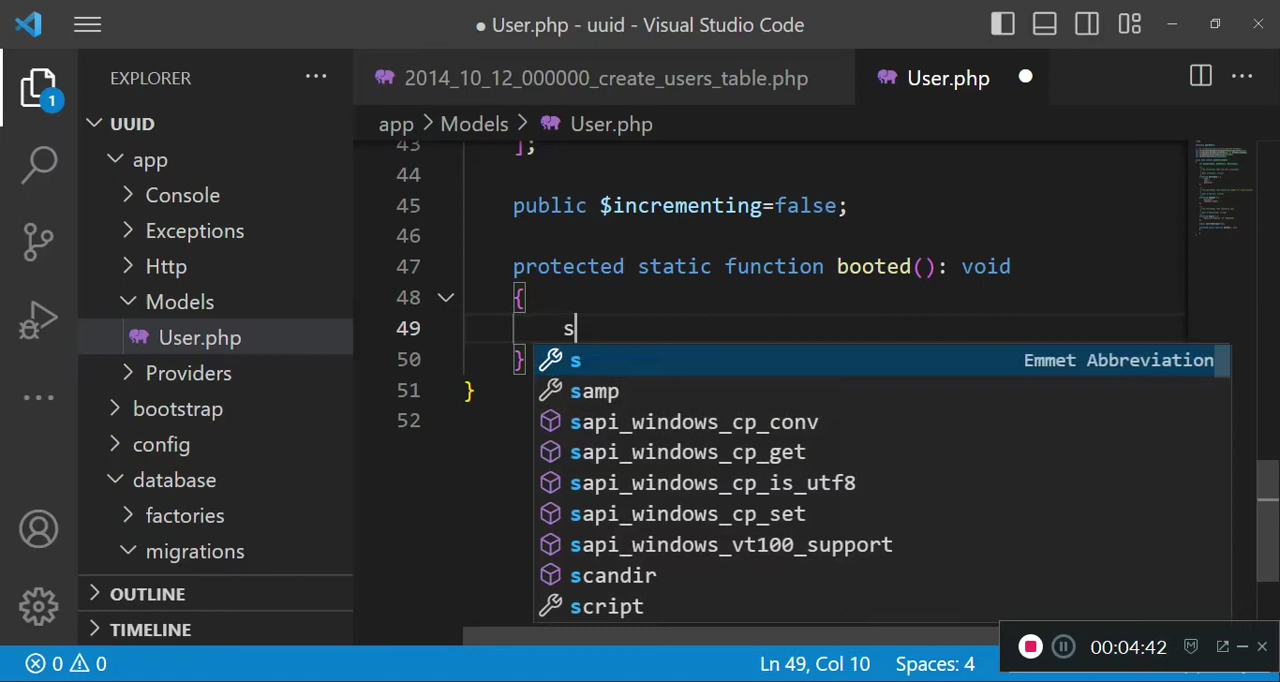 ● User.php - uuid - Visual Studio Code
EXPLORER
2014_10_12_000000_create_users_table.php
User.php
1
UUID
app > Models > User.php
app
Console
Exceptions
Http
Models
User.php
Providers
bootstrap
config
database
factories
migrations
OUTLINE
TIMELINE
43 ];
44
45 public $incrementing=false;
46
47 protected static function booted(): void
48 {
49 s
50 }
51 }
52
s Emmet Abbreviation
samp
sapi_windows_cp_conv
sapi_windows_cp_get
sapi_windows_cp_is_utf8
sapi_windows_cp_set
sapi_windows_vt100_support
scandir
script
0 0
Ln 49, Col 10
Spaces: 4
00:04:42